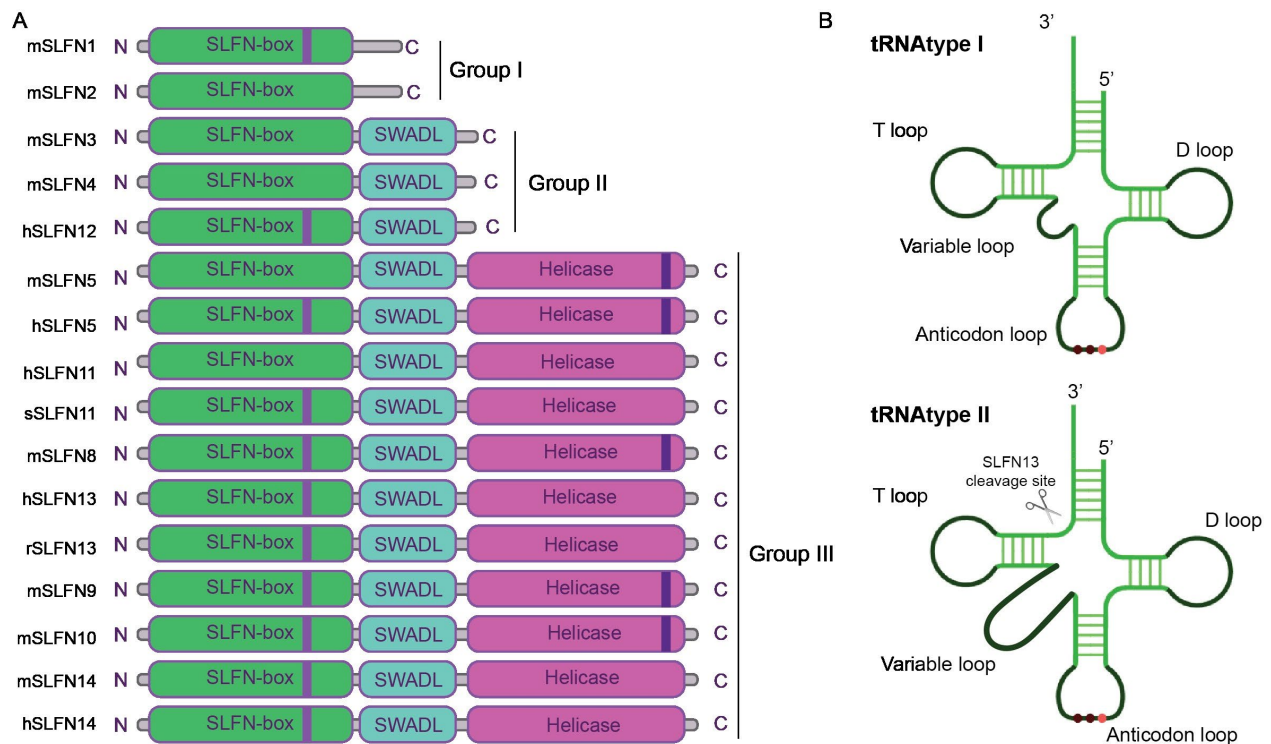 A
mSLFN1 N SLFN-box C
mSLFN2 N SLFN-box C
Group I
mSLFN3 N SLFN-box SWADL C
mSLFN4 N SLFN-box SWADL C
hSLFN12 N SLFN-box SWADL C
Group II
mSLFN5 N SLFN-box SWADL Helicase C
hSLFN5 N SLFN-box SWADL Helicase C
hSLFN11 N SLFN-box SWADL Helicase C
sSLFN11 N SLFN-box SWADL Helicase C
mSLFN8 N SLFN-box SWADL Helicase C
hSLFN13 N SLFN-box SWADL Helicase C
rSLFN13 N SLFN-box SWADL Helicase C
mSLFN9 N SLFN-box SWADL Helicase C
mSLFN10 N SLFN-box SWADL Helicase C
mSLFN14 N SLFN-box SWADL Helicase C
hSLFN14 N SLFN-box SWADL Helicase C
Group III
B
tRNAtype I
3’
5’
T loop
D loop
Variable loop
Anticodon loop
tRNAtype II
3’
5’
SLFN13
cleavage site
T loop
D loop
Variable loop
Anticodon loop